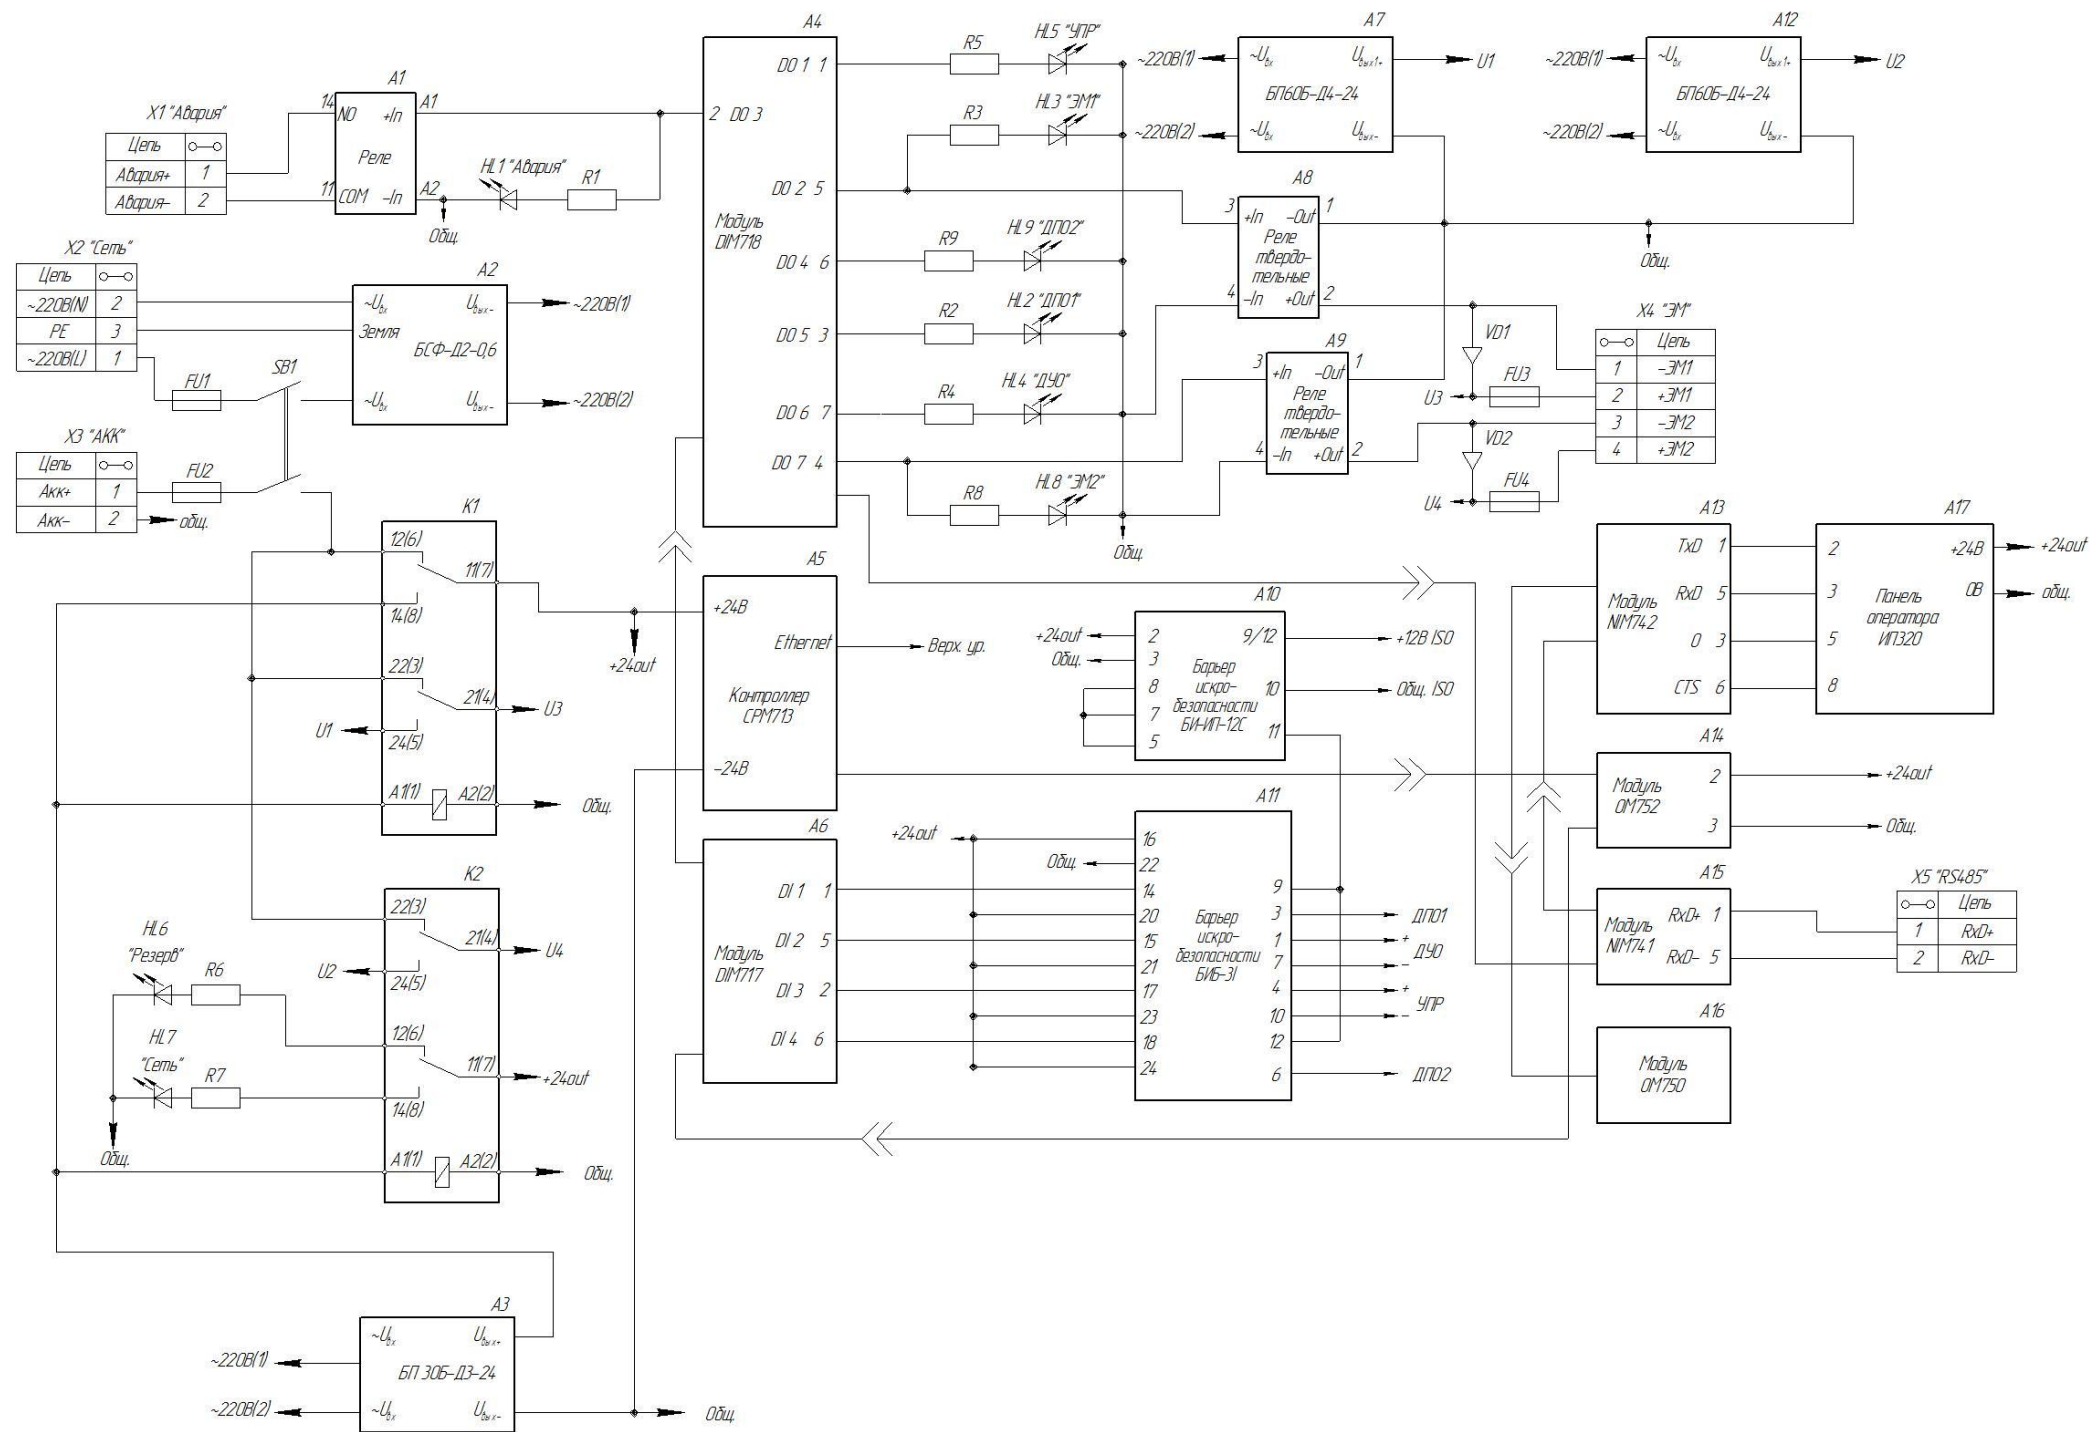 A1
X1 "Авария"
Цепь
Авария+ 1
Авария- 2
14 NO +In A1
Реле
11 COM -In A2
HL1 "Авария"
R1
Общ.
X2 "Сеть"
Цепь
~220В(N) 2
PE 3
~220В(L) 1
A2
~Uвх Uвых-
Земля
БСФ-Д2-0,6
~Uвх Uвых-
~220В(1)
~220В(2)
FU1
SB1
X3 "АКК"
Цепь
Акк+ 1
Акк- 2
FU2
общ.
K1
12(6)
11(7)
14(8)
22(3)
21(4)
U3
U1
24(5)
A1(1) A2(2)
Общ.
+24out
K2
22(3)
21(4)
U4
U2
24(5)
HL6
"Резерв"
R6
12(6)
11(7)
+24out
HL7
"Сеть"
R7
14(8)
Общ.
A1(1) A2(2)
Общ.
A3
~Uвх Uвых+
БП 30Б-Д3-24
~Uвх Uвых-
~220В(1)
~220В(2)
Общ.
A4
DO 1 1
2 DO 3
DO 2 5
Модуль
DIM718
DO 4 6
DO 5 3
DO 6 7
DO 7 4
R5
HL5 "УПР"
R3
HL3 "ЭМ1"
R9
HL9 "ДПО2"
R2
HL2 "ДПО1"
R4
HL4 "ДУО"
R8
HL8 "ЭМ2"
Общ.
A5
+24В
Ethernet
Верх. ур.
Контроллер
CPM713
-24В
A6
DI 1 1
DI 2 5
Модуль
DIM717
DI 3 2
DI 4 6
A7
~220В(1)
~Uвх Uвых1+
U1
БП60Б-Д4-24
~220В(2)
~Uвх Uвых-
A12
~220В(1)
~Uвх Uвых1+
U2
БП60Б-Д4-24
~220В(2)
~Uвх Uвых-
Общ.
A8
3 +In -Out 1
Реле
твердо-
тельные
4 -In +Out 2
A9
3 +In -Out 1
Реле
твердо-
тельные
4 -In +Out 2
VD1
FU3
U3
VD2
FU4
U4
X4 "ЭМ"
Цепь
1 -ЭМ1
2 +ЭМ1
3 -ЭМ2
4 +ЭМ2
A10
+24out 2 9/12 +12В ISO
Общ. 3
Барьер
искро-
безопасности
БИ-ИП-12С
8
10 Общ. ISO
7
11
5
A11
+24out
16
Общ.
22
14
20
15
21
17
23
18
24
Барьер
искро-
безопасности
БИБ-3I
9
3 ДПО1
1 +
ДУО
7 -
4 +
УПР
10 -
12
6 ДПО2
A13
TxD 1
RxD 5
Модуль
NIM742
O 3
CTS 6
A17
2 +24В
+24out
3 0В
общ.
Панель
оператора
ИП320
5
8
A14
2
+24out
Модуль
OM752
3
Общ.
A15
RxD+ 1
Модуль
NIM741
RxD- 5
X5 "RS485"
Цепь
1 RxD+
2 RxD-
A16
Модуль
OM750